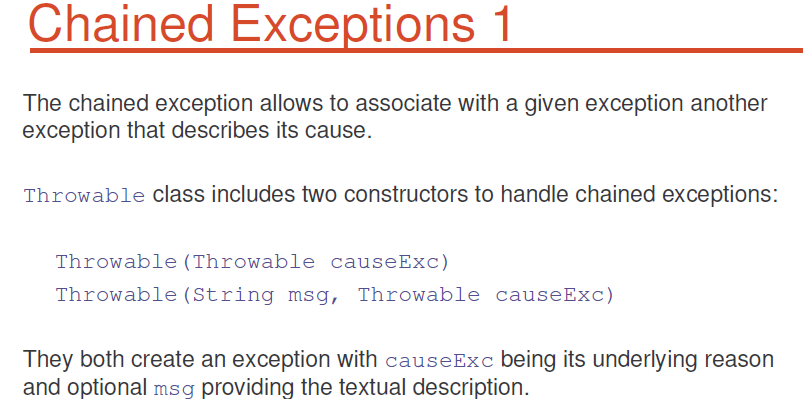 Chained Exceptions 1
The chained exception allows to associate with a given exception another
exception that describes its cause.
Throwable class includes two constructors to handle chained exceptions:
Throwable(Throwable causeExc)
Throwable(String msg, Throwable causeExc)
They both create an exception with causeExc being its underlying reason
and optional msg providing the textual description.